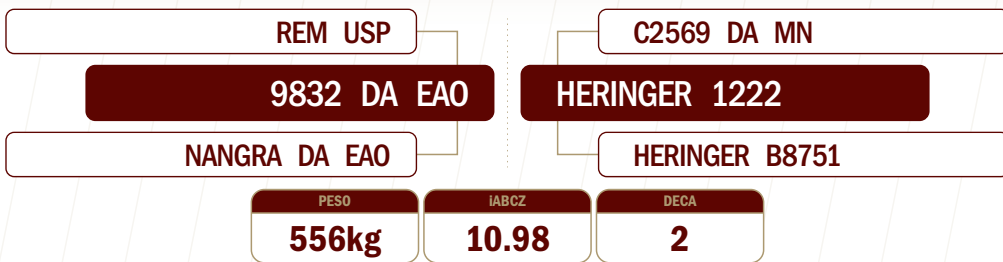 REM USP
C2569 DA MN
9832 DA EAO
HERINGER 1222
NANGRA DA EAO
HERINGER B8751
PESO
iABCZ
DECA
556kg
10.98
2